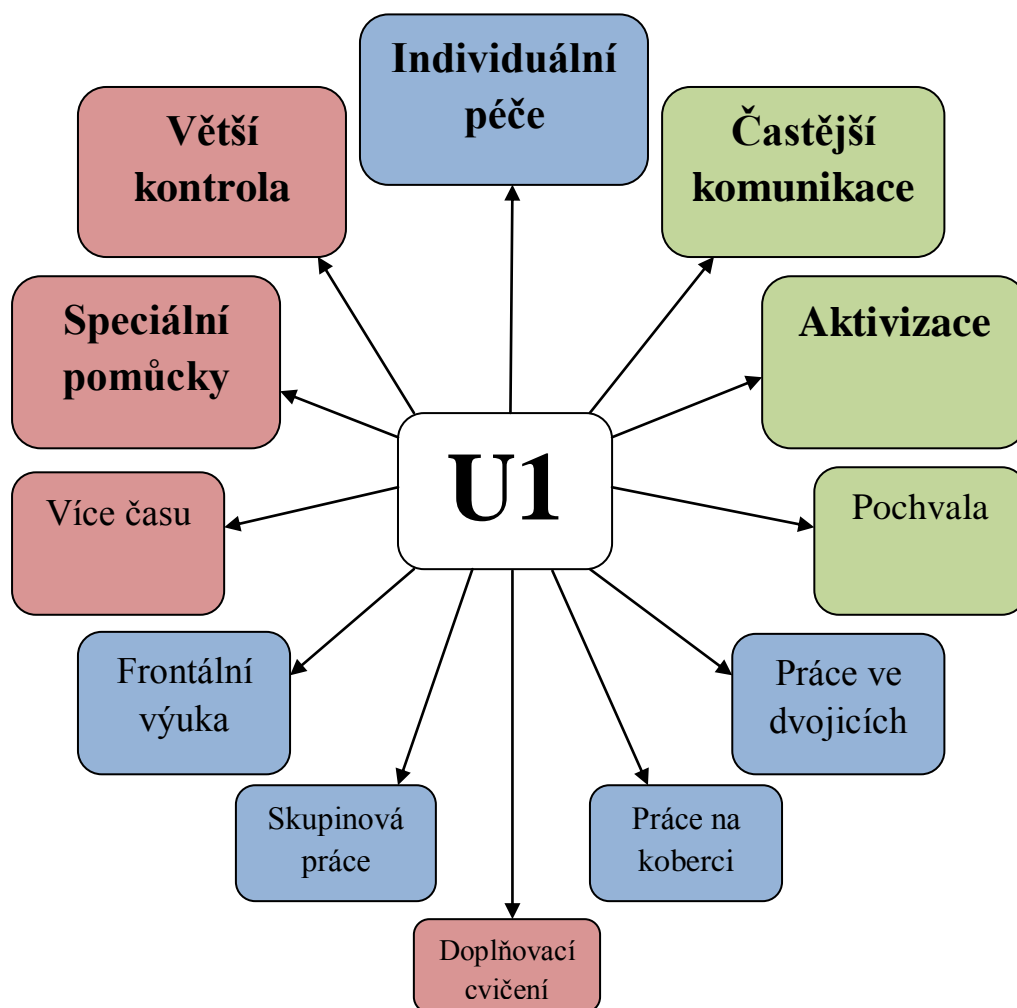 Individuální
péče
Větší
kontrola
Častější
komunikace
Speciální
pomůcky
Aktivizace
U1
Více času
Pochvala
Frontální
výuka
Práce ve
dvojicích
Skupinová
práce
Práce na
koberci
Doplňovací
cvičení